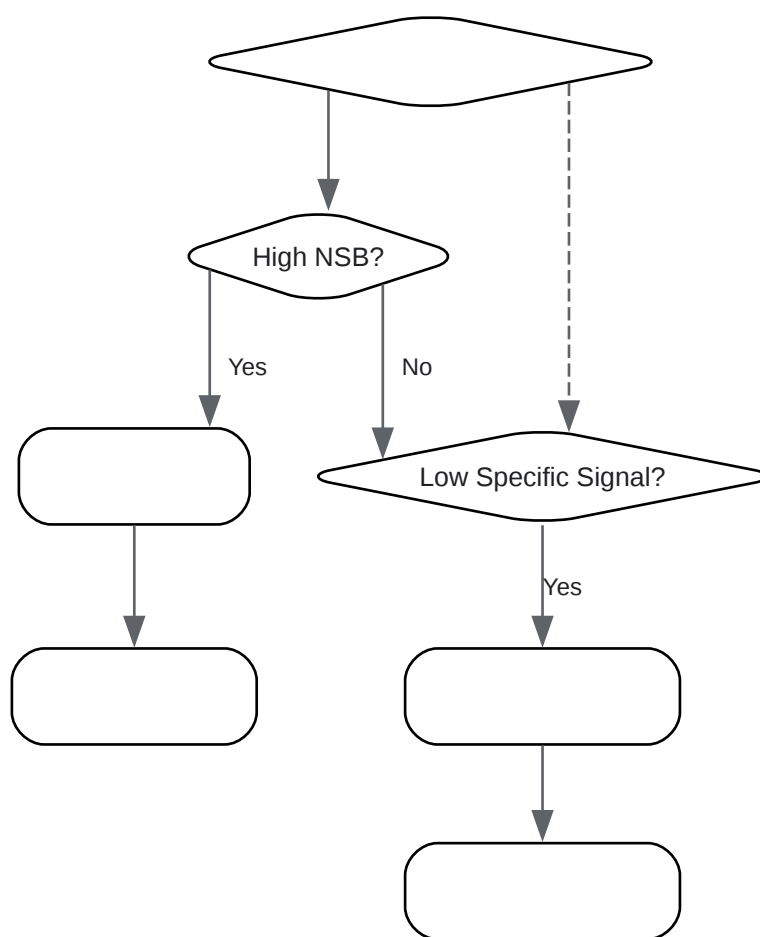 High NSB?
Yes
No
Low Specific Signal?
Yes